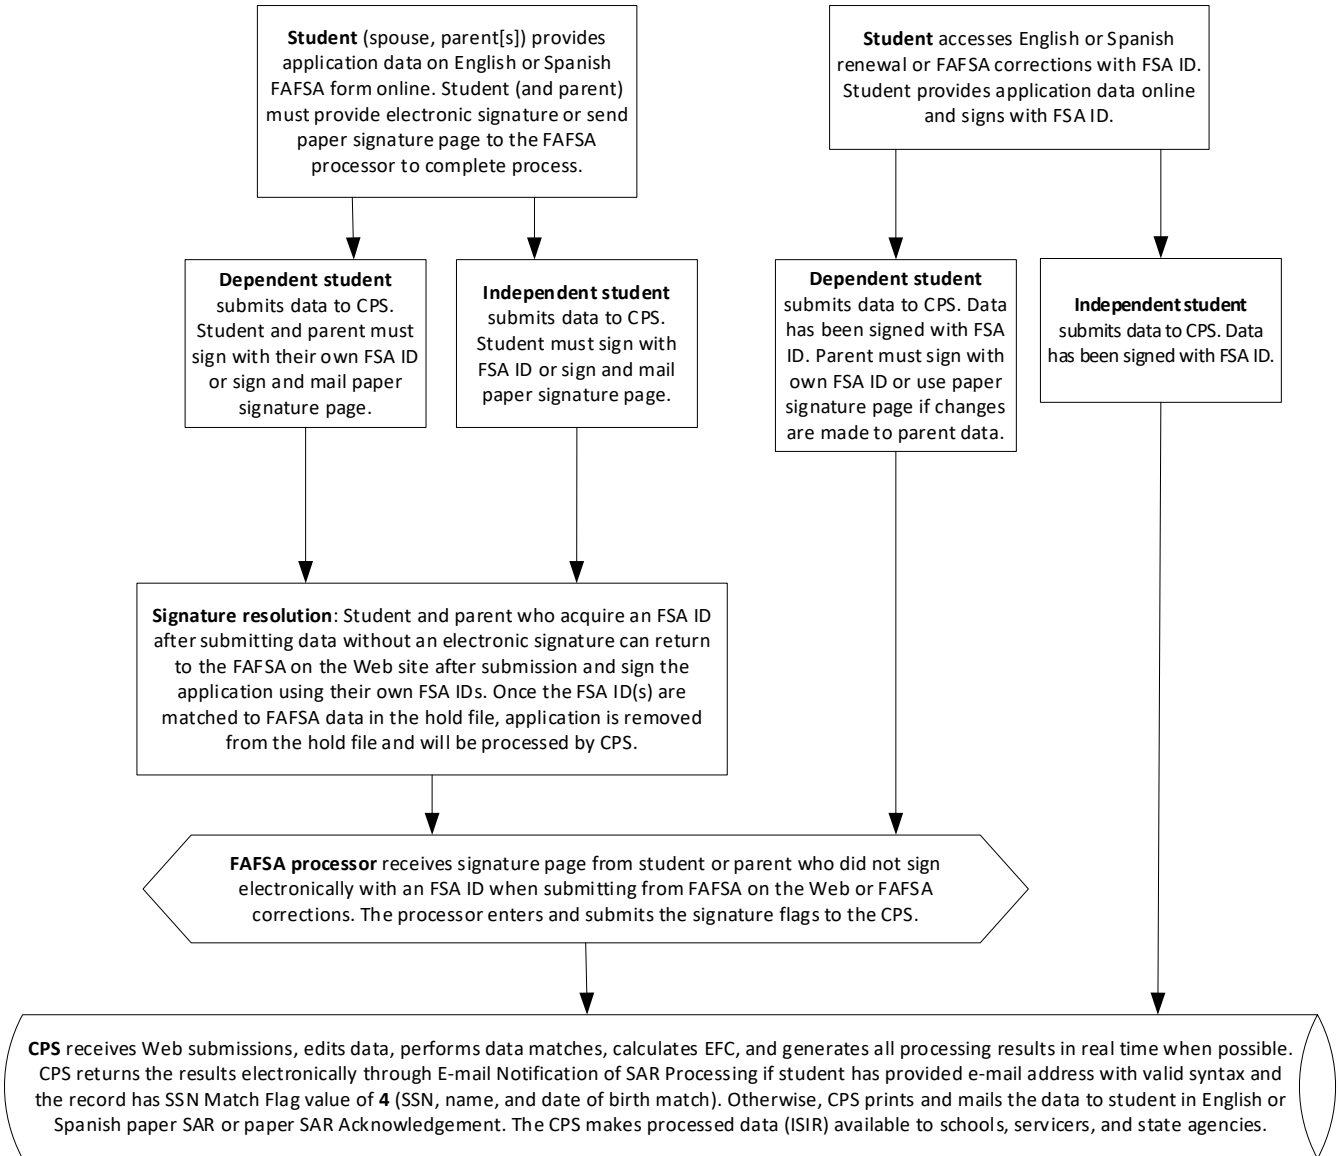 Student (spouse, parent[s]) provides
application data on English or Spanish
FAFSA form online. Student (and parent)
must provide electronic signature or send
paper signature page to the FAFSA
processor to complete process.
Student accesses English or Spanish
renewal or FAFSA corrections with FSA ID.
Student provides application data online
and signs with FSA ID.
Dependent student
submits data to CPS.
Student and parent must
sign with their own FSA ID
or sign and mail paper
signature page.
Independent student
submits data to CPS.
Student must sign with
FSA ID or sign and mail
paper signature page.
Dependent student
submits data to CPS. Data
has been signed with FSA
ID. Parent must sign with
own FSA ID or use paper
signature page if changes
are made to parent data.
Independent student
submits data to CPS. Data
has been signed with FSA ID.
Signature resolution: Student and parent who acquire an FSA ID
after submitting data without an electronic signature can return
to the FAFSA on the Web site after submission and sign the
application using their own FSA IDs. Once the FSA ID(s) are
matched to FAFSA data in the hold file, application is removed
from the hold file and will be processed by CPS.
FAFSA processor receives signature page from student or parent who did not sign
electronically with an FSA ID when submitting from FAFSA on the Web or FAFSA
corrections. The processor enters and submits the signature flags to the CPS.
CPS receives Web submissions, edits data, performs data matches, calculates EFC, and generates all processing results in real time when possible.
CPS returns the results electronically through E-mail Notification of SAR Processing if student has provided e-mail address with valid syntax and
the record has SSN Match Flag value of 4 (SSN, name, and date of birth match). Otherwise, CPS prints and mails the data to student in English or
Spanish paper SAR or paper SAR Acknowledgement. The CPS makes processed data (ISIR) available to schools, servicers, and state agencies.